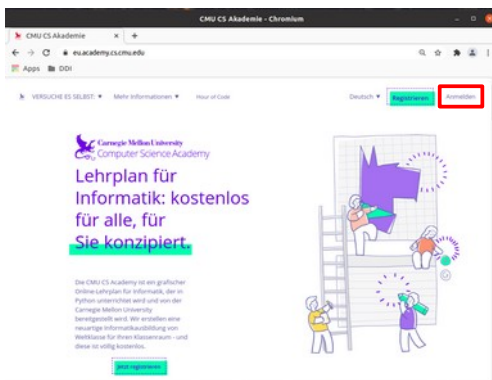 CMU CS Akademie - Chromium
CMU CS Akademie
eu.academy.cs.cmu.edu
Apps DDI
VERSUCHE ES SELBST: Mehr Informationen Hour of Code Deutsch Registrieren Anmelden
Carnegie Mellon University
Computer Science Academy
Lehrplan für
Informatik: kostenlos
für alle, für
Sie konzipiert.
Die CMU CS Academy ist ein grafischer
Online-Lehrplan für Informatik, der in
Python unterrichtet wird und von der
Carnegie Mellon University
bereitgestellt wird. Wir erstellen eine
neuartige Informatikausbildung von
Weltklasse für Ihren Klassenraum - und
diese ist völlig kostenlos.
Jetzt registrieren